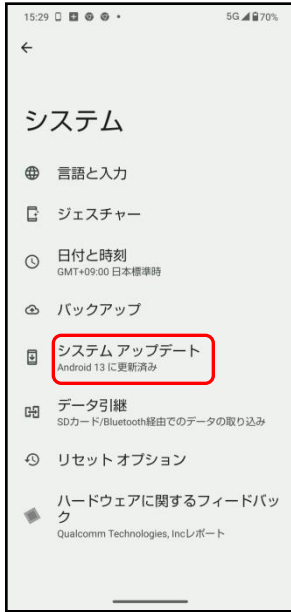 15:29
5G 70%
システム
言語と入力
ジェスチャー
日付と時刻
GMT+09:00 日本標準時
バックアップ
システム アップデート
Android 13 に更新済み
データ引継
SDカード/Bluetooth経由でのデータの取り込み
リセット オプション
ハードウェアに関するフィードバッ
ク
Qualcomm Technologies, Incレポート